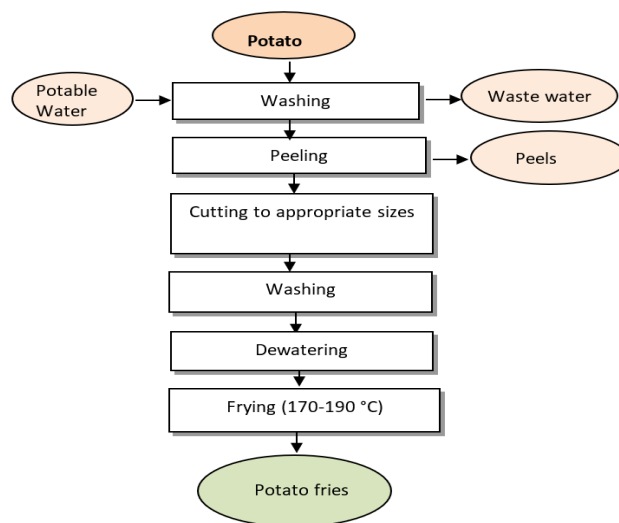 Potato
Potable
Water
Washing
Waste water
Peeling
Peels
Cutting to appropriate sizes
Washing
Dewatering
Frying (170-190 °C)
Potato fries